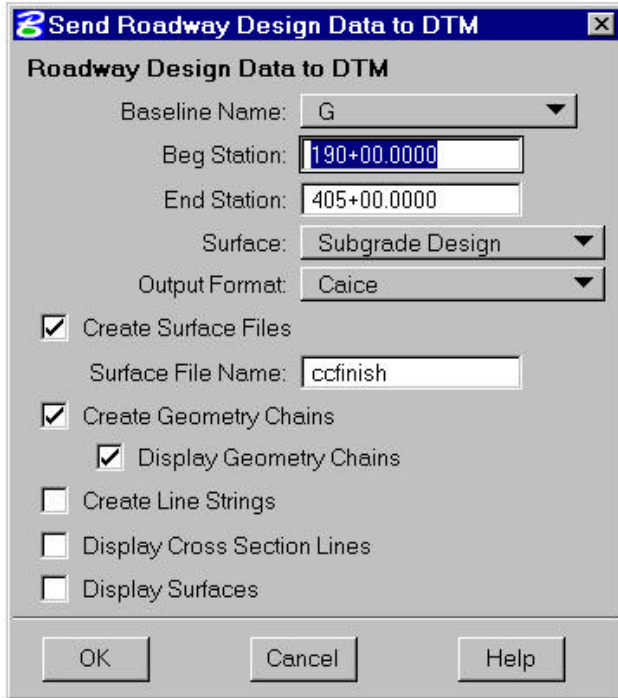 Send Roadway Design Data to DTM
Roadway Design Data to DTM
Baseline Name: G
Beg Station: 190+00.0000
End Station: 405+00.0000
Surface: Subgrade Design
Output Format: Caice
Create Surface Files
Surface File Name: ccfinish
Create Geometry Chains
Display Geometry Chains
Create Line Strings
Display Cross Section Lines
Display Surfaces
OK Cancel Help